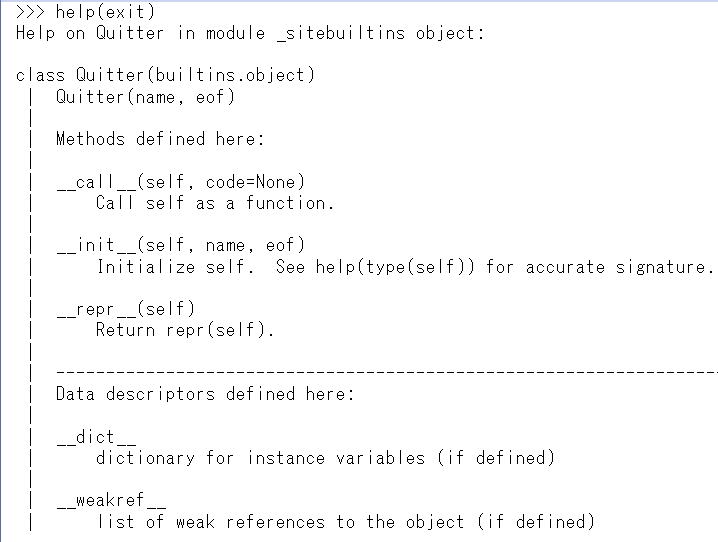 >>> help(exit)
Help on Quitter in module _sitebuiltins object:

class Quitter(builtins.object)
 |  Quitter(name, eof)
 |
 |  Methods defined here:
 |
 |  __call__(self, code=None)
 |      Call self as a function.
 |
 |  __init__(self, name, eof)
 |      Initialize self.  See help(type(self)) for accurate signature.
 |
 |  __repr__(self)
 |      Return repr(self).
 |
 |  ------------------------------------------------------------------
 |  Data descriptors defined here:
 |
 |  __dict__
 |      dictionary for instance variables (if defined)
 |
 |  __weakref__
 |      list of weak references to the object (if defined)